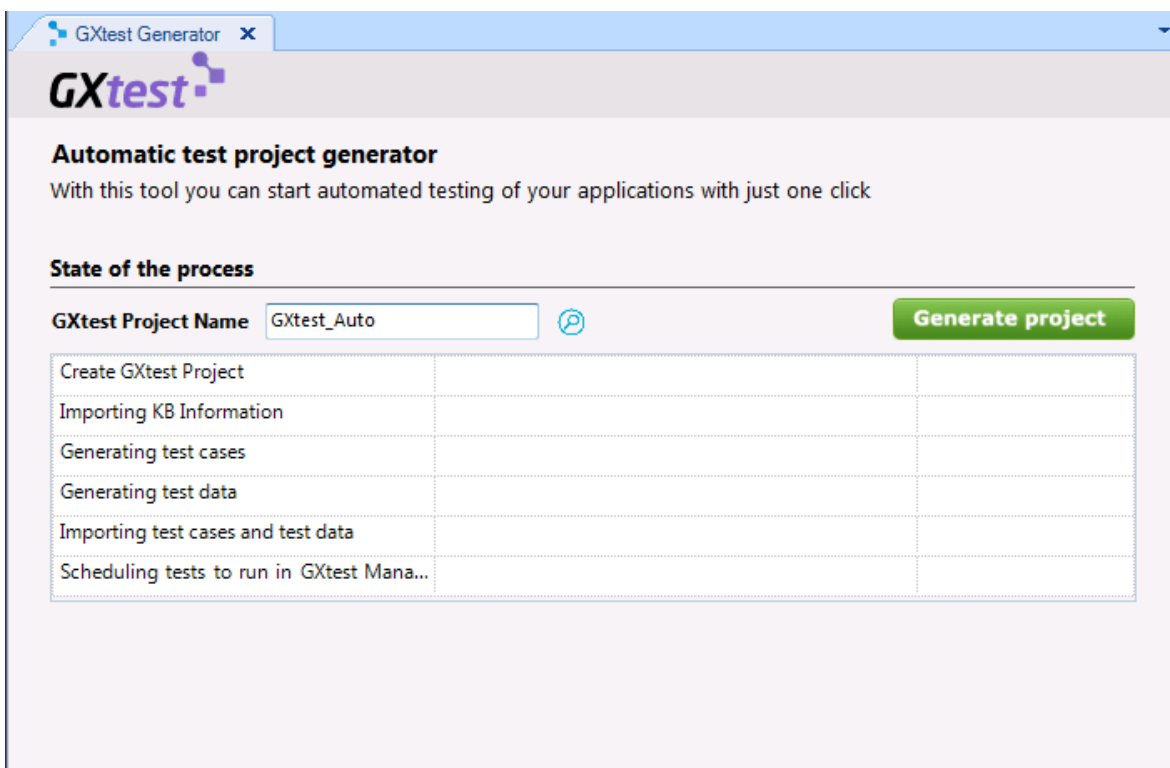 GXtest Generator
GXtest
Automatic test project generator
With this tool you can start automated testing of your applications with just one click
State of the process
GXtest Project Name GXtest_Auto Generate project
Create GXtest Project
Importing KB Information
Generating test cases
Generating test data
Importing test cases and test data
Scheduling tests to run in GXtest Mana...